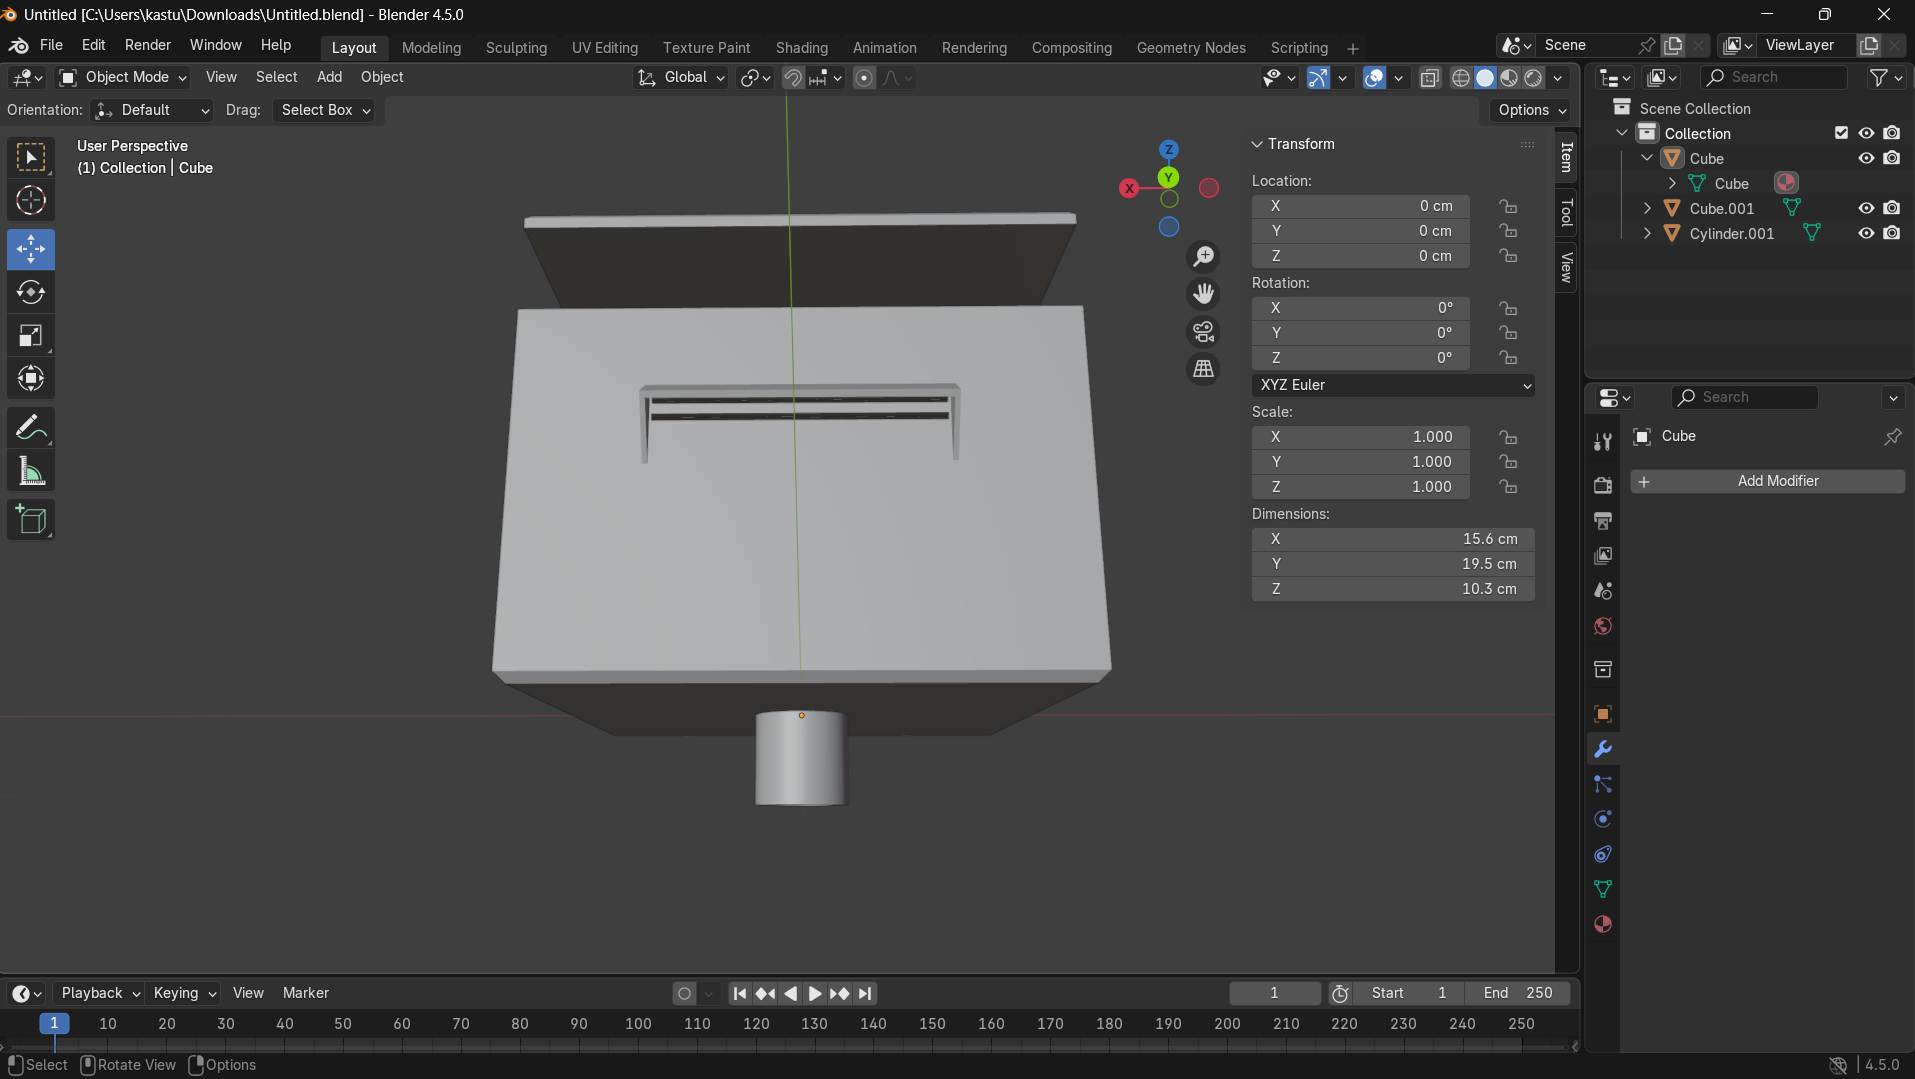 Untitled [C:\Users\kastu\Downloads\Untitled.blend] - Blender 4.5.0
File Edit Render Window Help Layout Modeling Sculpting UV Editing Texture Paint Shading Animation Rendering Compositing Geometry Nodes Scripting + Scene ViewLayer
Object Mode View Select Add Object Global Search
Orientation: Default Drag: Select Box Options
Scene Collection
Collection
Cube
Cube
Cube.001
Cylinder.001
User Perspective
(1) Collection | Cube
Z
Y
X
Transform
Location:
X 0 cm
Y 0 cm
Z 0 cm
Rotation:
X 0°
Y 0°
Z 0°
XYZ Euler
Scale:
X 1.000
Y 1.000
Z 1.000
Dimensions:
X 15.6 cm
Y 19.5 cm
Z 10.3 cm
Item
Tool
View
Search
Cube
+ Add Modifier
Playback Keying View Marker 1 Start 1 End 250
1 10 20 30 40 50 60 70 80 90 100 110 120 130 140 150 160 170 180 190 200 210 220 230 240 250
Select Rotate View Options 4.5.0